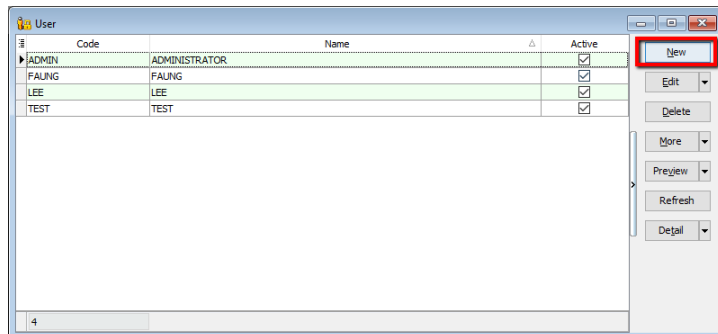 User
Code Name Active
ADMIN ADMINISTRATOR
FAUNG FAUNG
LEE LEE
TEST TEST
4
New
Edit
Delete
More
Preview
Refresh
Detail